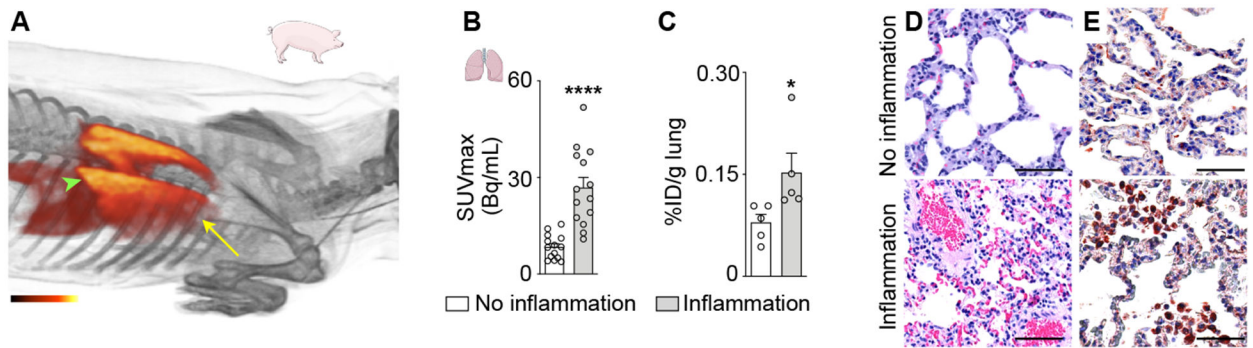 A
B
C
D
E
SUVmax
(Bq/mL)
60
30
0
****
%ID/g lung
0.30
0.15
0
*
No inflammation
Inflammation
No inflammation
Inflammation